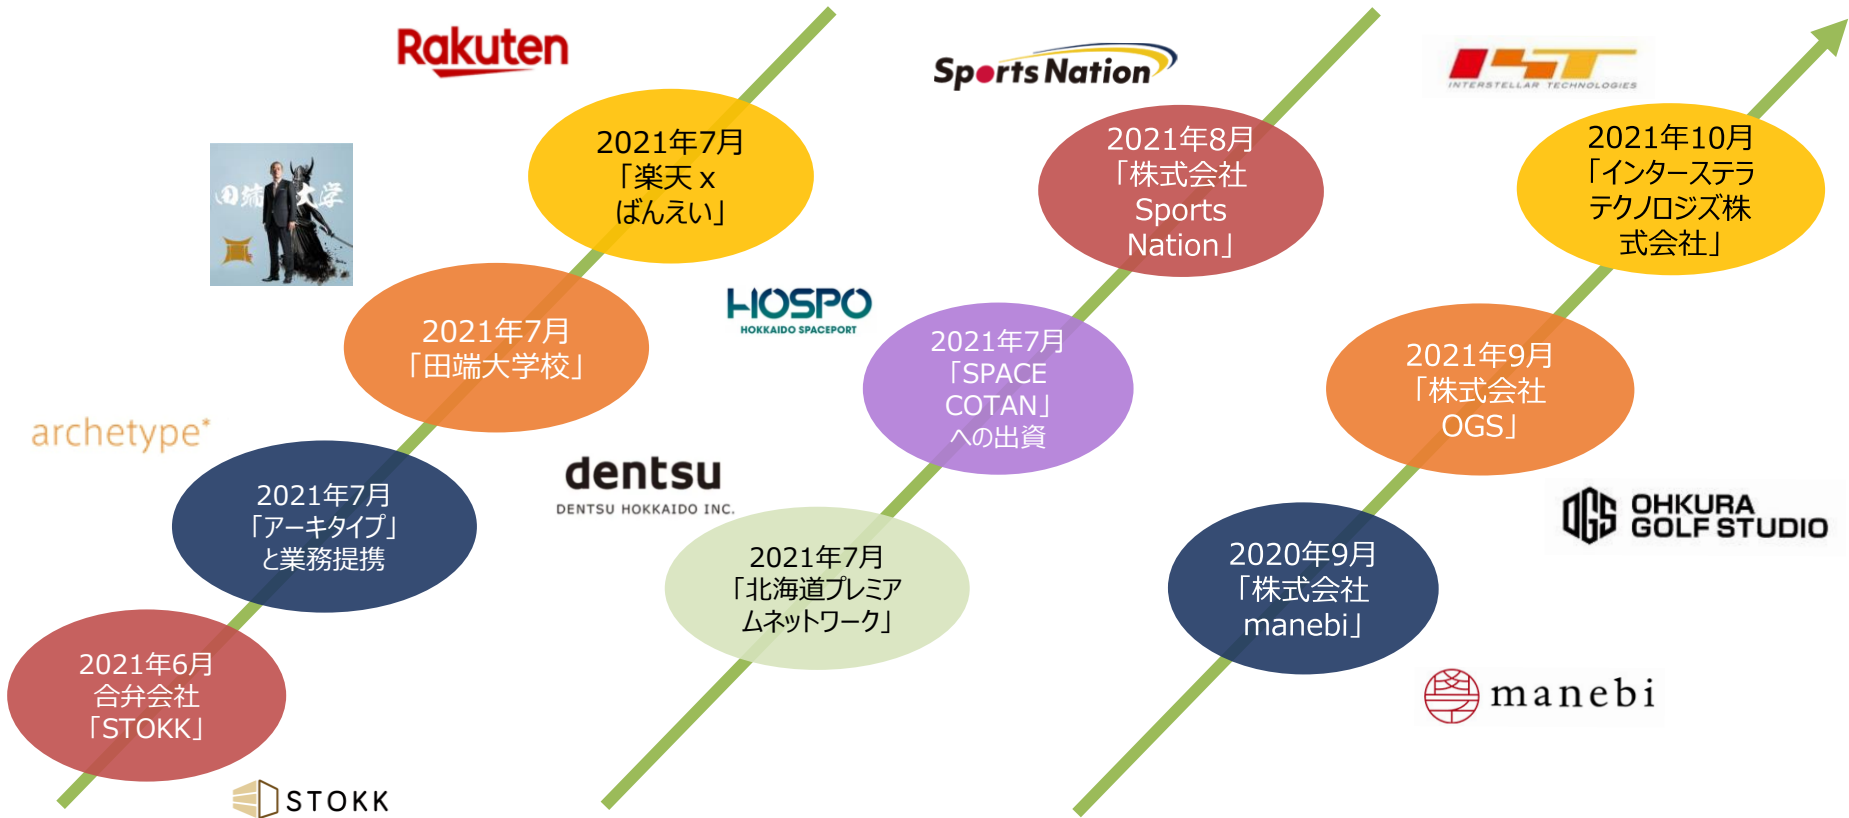 Rakuten
2021年7月
「楽天 x
ばんえい」
田端大学
2021年7月
「田端大学校」
archetype*
2021年7月
「アーキタイプ」
と業務提携
2021年6月
合弁会社
「STOKK」
STOKK
Sports Nation
2021年8月
「株式会社
Sports
Nation」
HOSPO
HOKKAIDO SPACEPORT
2021年7月
「SPACE
COTAN」
への出資
dentsu
DENTSU HOKKAIDO INC.
2021年7月
「北海道プレミア
ムネットワーク」
IST
INTERSTELLAR TECHNOLOGIES
2021年10月
「インターステラ
テクノロジズ株
式会社」
2021年9月
「株式会社
OGS」
OGS
OHKURA
GOLF STUDIO
2020年9月
「株式会社
manebi」
manebi